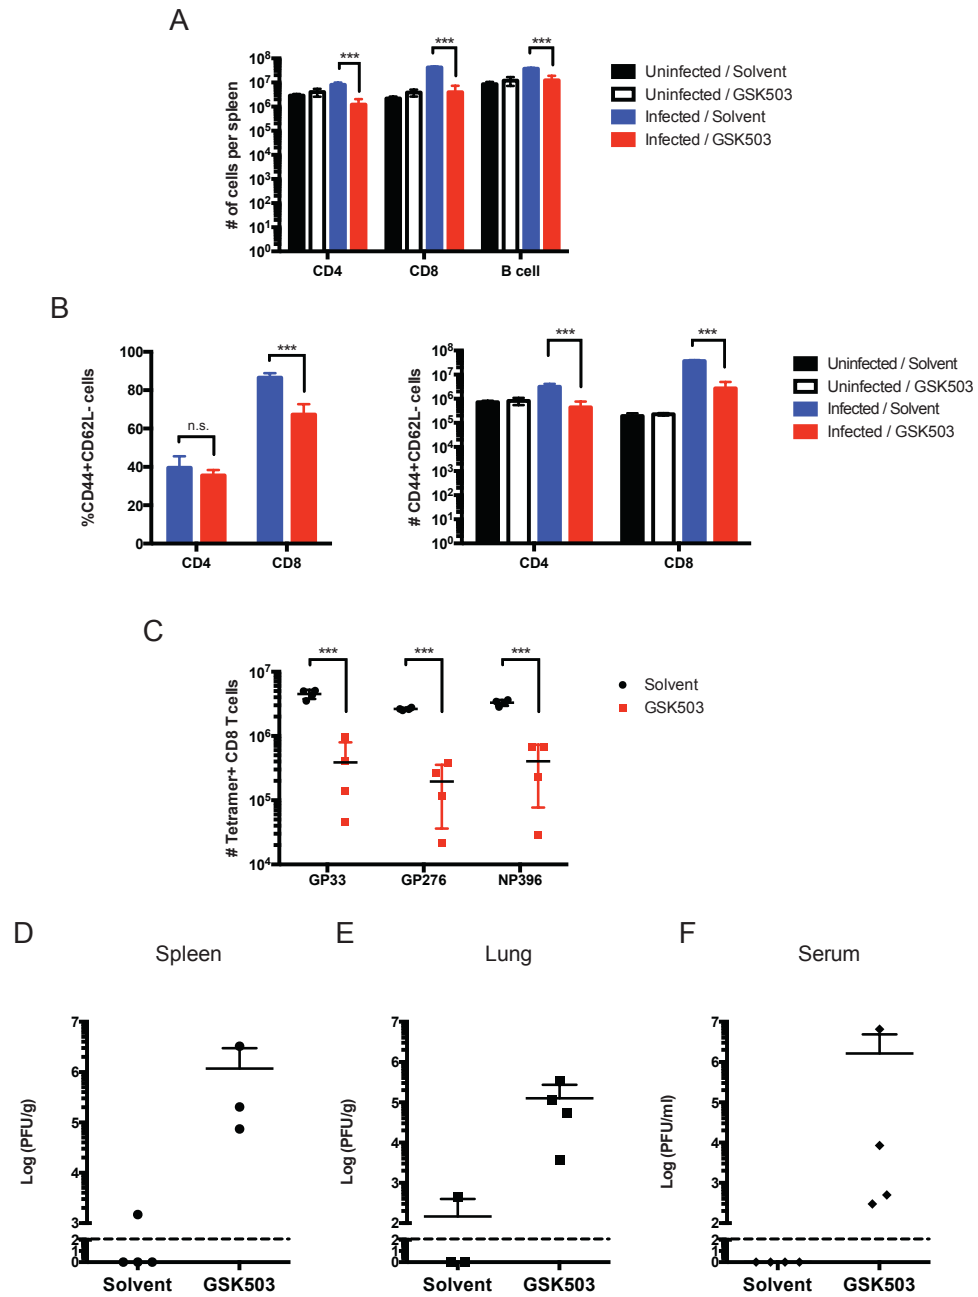 A
# of cells per spleen
10^8
10^7
10^6
10^5
10^4
10^3
10^2
10^1
10^0
***
***
***
CD4
CD8
B cell
Uninfected / Solvent
Uninfected / GSK503
Infected / Solvent
Infected / GSK503
B
%CD44+CD62L- cells
100
80
60
40
20
0
n.s.
***
CD4
CD8
# CD44+CD62L- cells
10^8
10^7
10^6
10^5
10^4
10^3
10^2
10^1
10^0
***
***
CD4
CD8
Uninfected / Solvent
Uninfected / GSK503
Infected / Solvent
Infected / GSK503
C
# Tetramer+ CD8 T cells
10^7
10^6
10^5
10^4
***
***
***
GP33
GP276
NP396
Solvent
GSK503
D
Spleen
Log (PFU/g)
7
6
5
4
3
2
1
0
Solvent
GSK503
E
Lung
Log (PFU/g)
7
6
5
4
3
2
1
0
Solvent
GSK503
F
Serum
Log (PFU/ml)
7
6
5
4
3
2
1
0
Solvent
GSK503